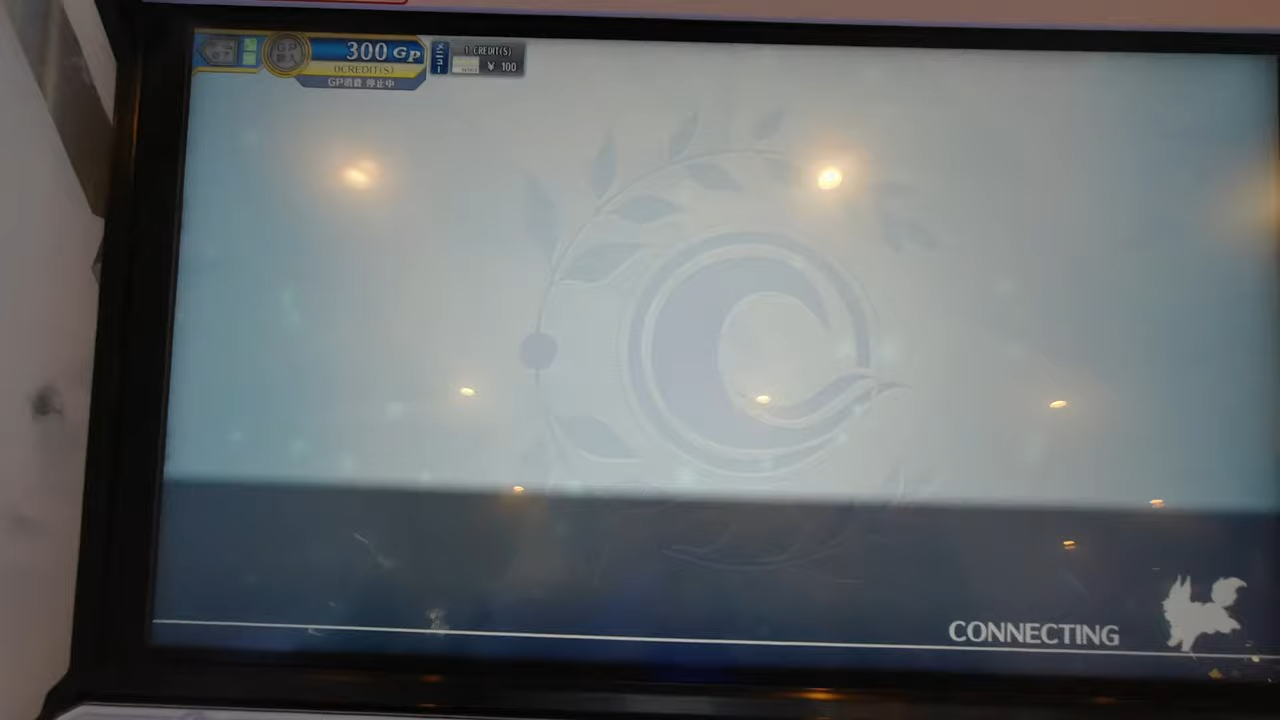 300 GP
0CREDIT(S)
GP消費 停止中
1 CREDIT(S)
¥ 100
CONNECTING